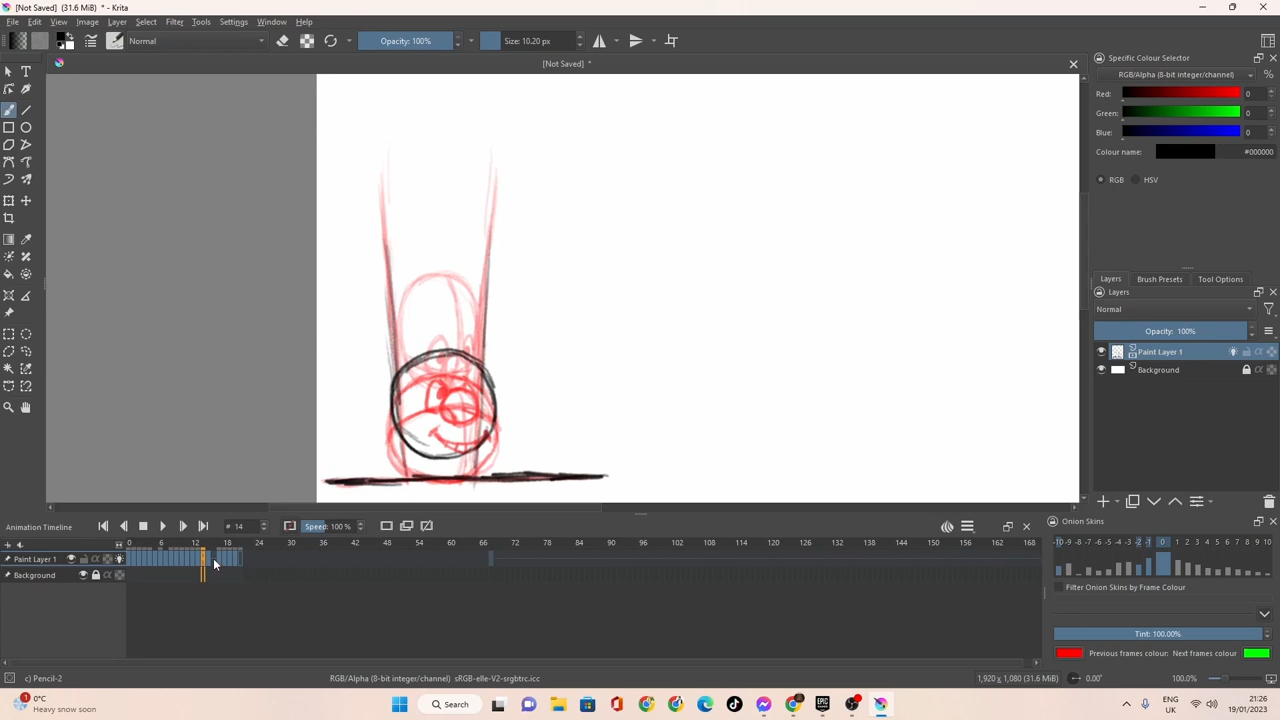 [Not Saved] (31.6 MiB) * - Krita
File Edit View Image Layer Select Filter Tools Settings Window Help
Normal
Opacity: 100%
Size: 10.20 px
[Not Saved] *
Specific Colour Selector
RGB/Alpha (8-bit integer/channel)
%
Red: 0
Green: 0
Blue: 0
Colour name: #000000
RGB HSV
Layers Brush Presets Tool Options
Layers
Normal
Opacity: 100%
Paint Layer 1
Background
Animation Timeline
# 14
Speed: 100 %
0 6 12 18 24 30 36 42 48 54 60 66 72 78 84 90 96 102 108 114 120 126 132 138 144 150 156 162 168
Paint Layer 1
Background
Onion Skins
-10 -9 -8 -7 -6 -5 -4 -3 -2 -1 0 1 2 3 4 5 6 7 8 9 10
Filter Onion Skins by Frame Colour
Tint: 100.00%
Previous frames colour: Next frames colour:
c) Pencil-2
RGB/Alpha (8-bit integer/channel) sRGB-elle-V2-srgbtrc.icc
1,920 x 1,080 (31.6 MiB)
0.00°
100.0%
1
0°C
Heavy snow soon
Search
ENG
UK
21:26
19/01/2023